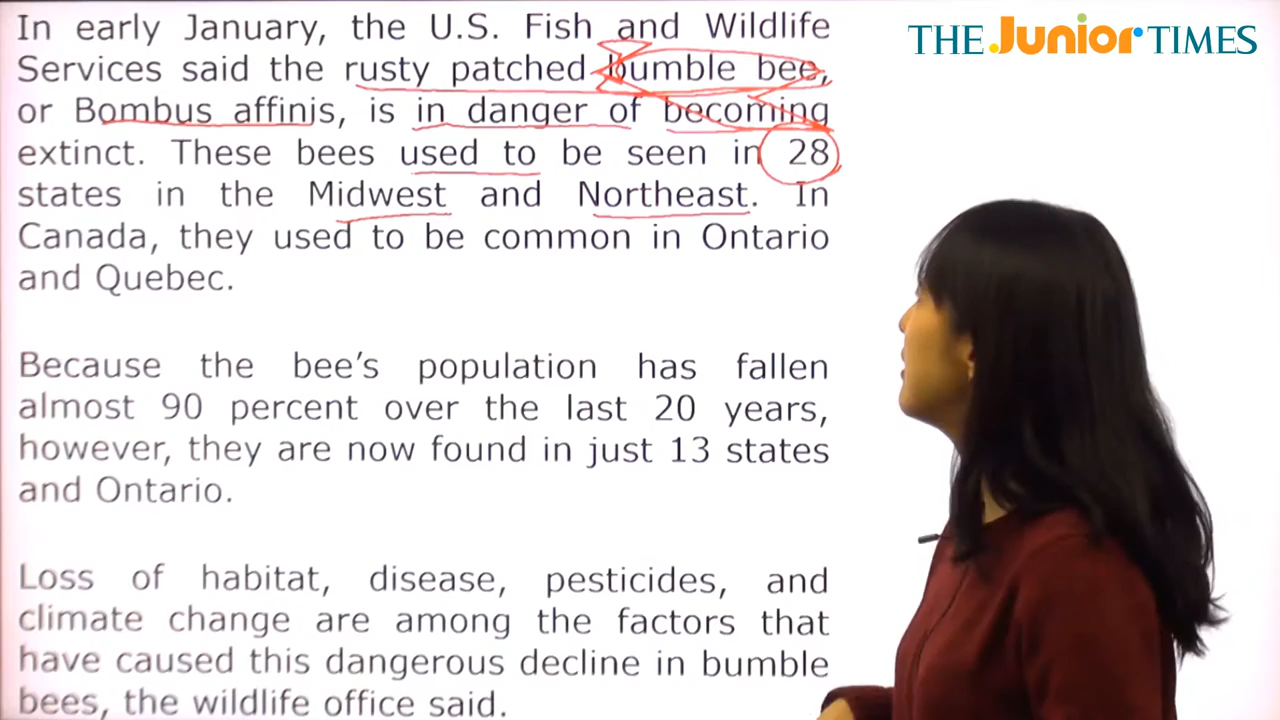 In early January, the U.S. Fish and Wildlife
Services said the rusty patched bumble bee,
or Bombus affinis, is in danger of becoming
extinct. These bees used to be seen in 28
states in the Midwest and Northeast. In
Canada, they used to be common in Ontario
and Quebec.
Because the bee's population has fallen
almost 90 percent over the last 20 years,
however, they are now found in just 13 states
and Ontario.
Loss of habitat, disease, pesticides, and
climate change are among the factors that
have caused this dangerous decline in bumble
bees, the wildlife office said.
THE Junior TIMES